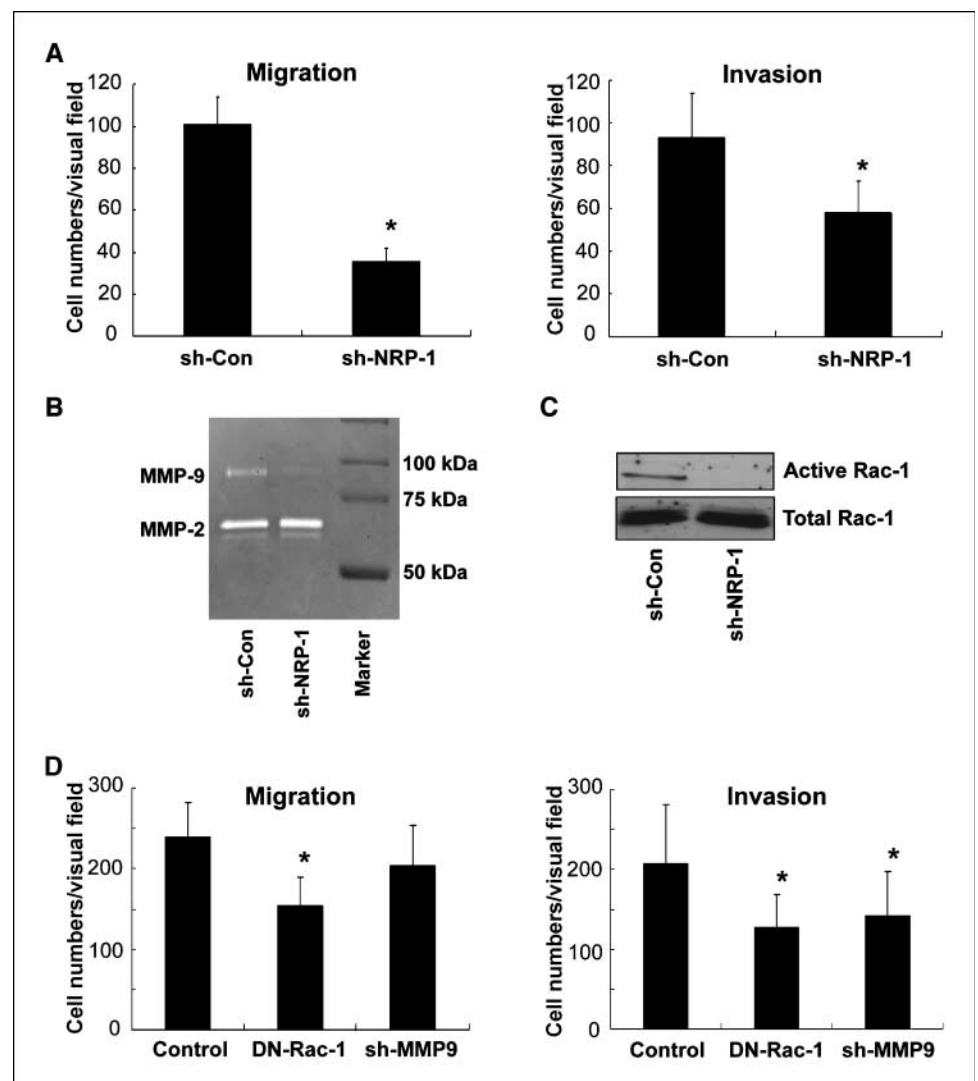 A
Migration
Cell numbers/visual field
120
100
80
60
40
20
0
*
sh-Con
sh-NRP-1
Invasion
Cell numbers/visual field
120
100
80
60
40
20
0
*
sh-Con
sh-NRP-1
B
MMP-9
MMP-2
100 kDa
75 kDa
50 kDa
sh-Con
sh-NRP-1
Marker
C
Active Rac-1
Total Rac-1
sh-Con
sh-NRP-1
D
Migration
Cell numbers/visual field
300
200
100
0
*
Control
DN-Rac-1
sh-MMP9
Invasion
Cell numbers/visual field
300
200
100
0
*
*
Control
DN-Rac-1
sh-MMP9